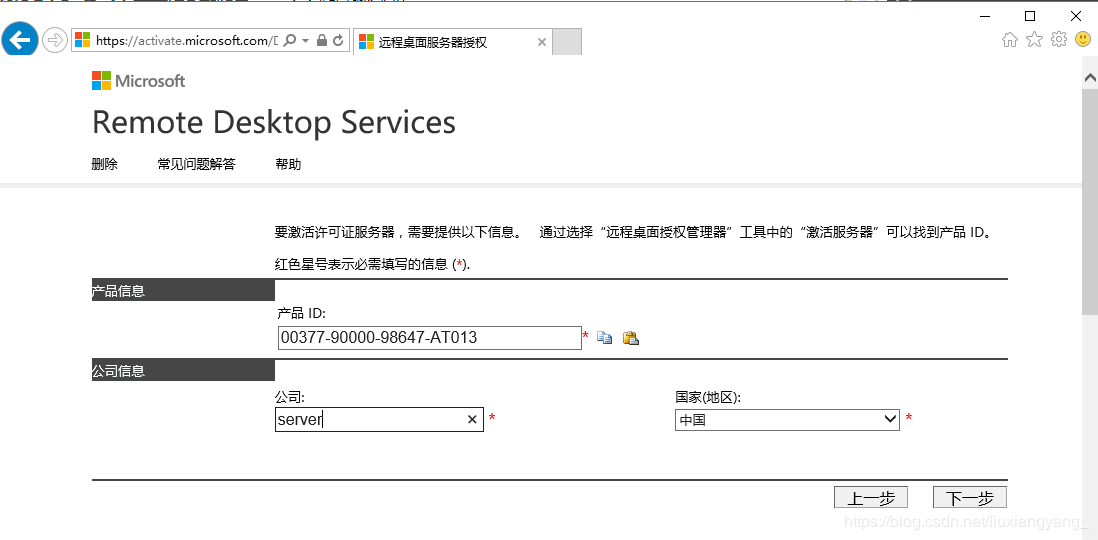 https://activate.microsoft.com/D
远程桌面服务器授权
Microsoft
Remote Desktop Services
删除 常见问题解答 帮助
要激活许可证服务器，需要提供以下信息。 通过选择“远程桌面授权管理器”工具中的“激活服务器”可以找到产品 ID。
红色星号表示必需填写的信息 (*).
产品信息
产品 ID:
00377-90000-98647-AT013 *
公司信息
公司: 国家(地区):
server * 中国 *
上一步 下一步
https://blog.csdn.net/liuxiangyang_